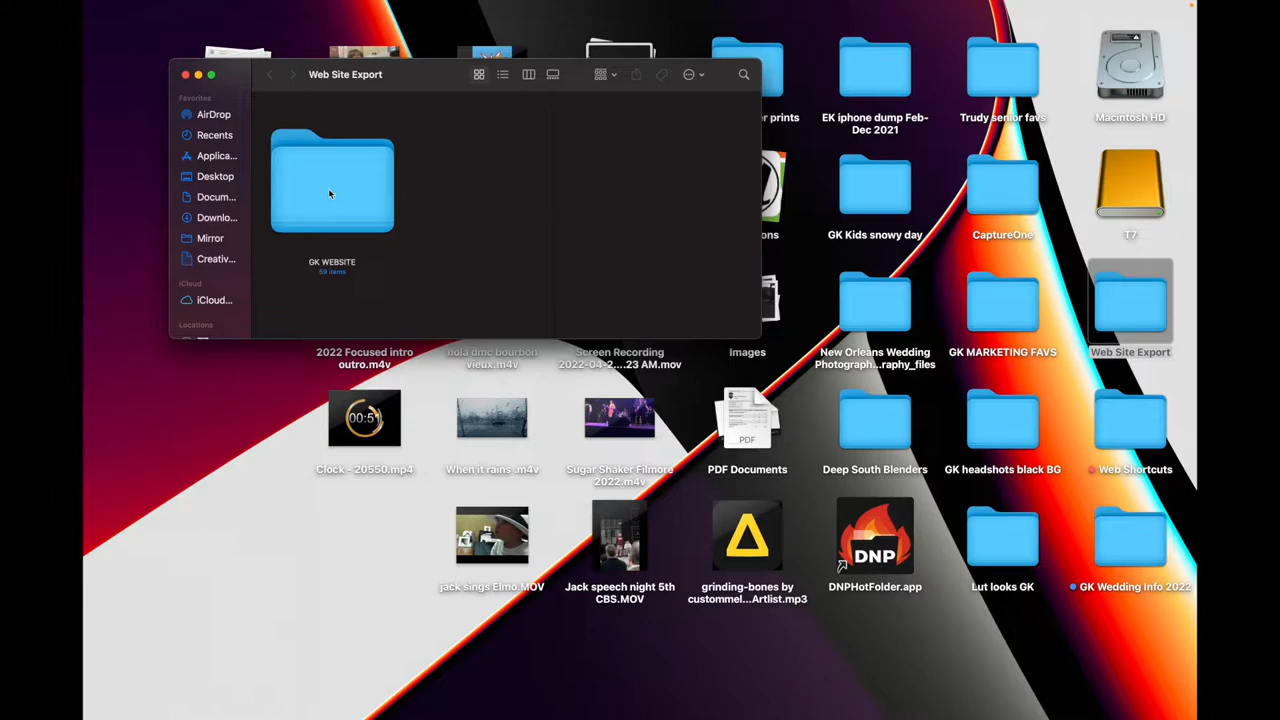 Web Site Export
Favorites
AirDrop
Recents
Applica...
Desktop
Docum...
Downlo...
Mirror
Creativ...
iCloud
iCloud...
Locations
GK WEBSITE
59 items
er prints
EK iphone dump Feb-
Dec 2021
Trudy senior favs
Macintosh HD
ons
GK Kids snowy day
CaptureOne
T7
2022 Focused intro
outro.m4v
nola dmc bourbon
vieux.m4v
Screen Recording
2022-04-2....23 AM.mov
Images
New Orleans Wedding
Photograph...raphy_files
GK MARKETING FAVS
Web Site Export
00:5
Clock - 20550.mp4
When it rains .m4v
Sugar Shaker Filmore
2022.m4v
PDF
PDF Documents
Deep South Blenders
GK headshots black BG
Web Shortcuts
jack sings Elmo.MOV
Jack speech night 5th
CBS.MOV
grinding-bones by
custommel...Artlist.mp3
DNP
DNPHotFolder.app
Lut looks GK
GK Wedding Info 2022